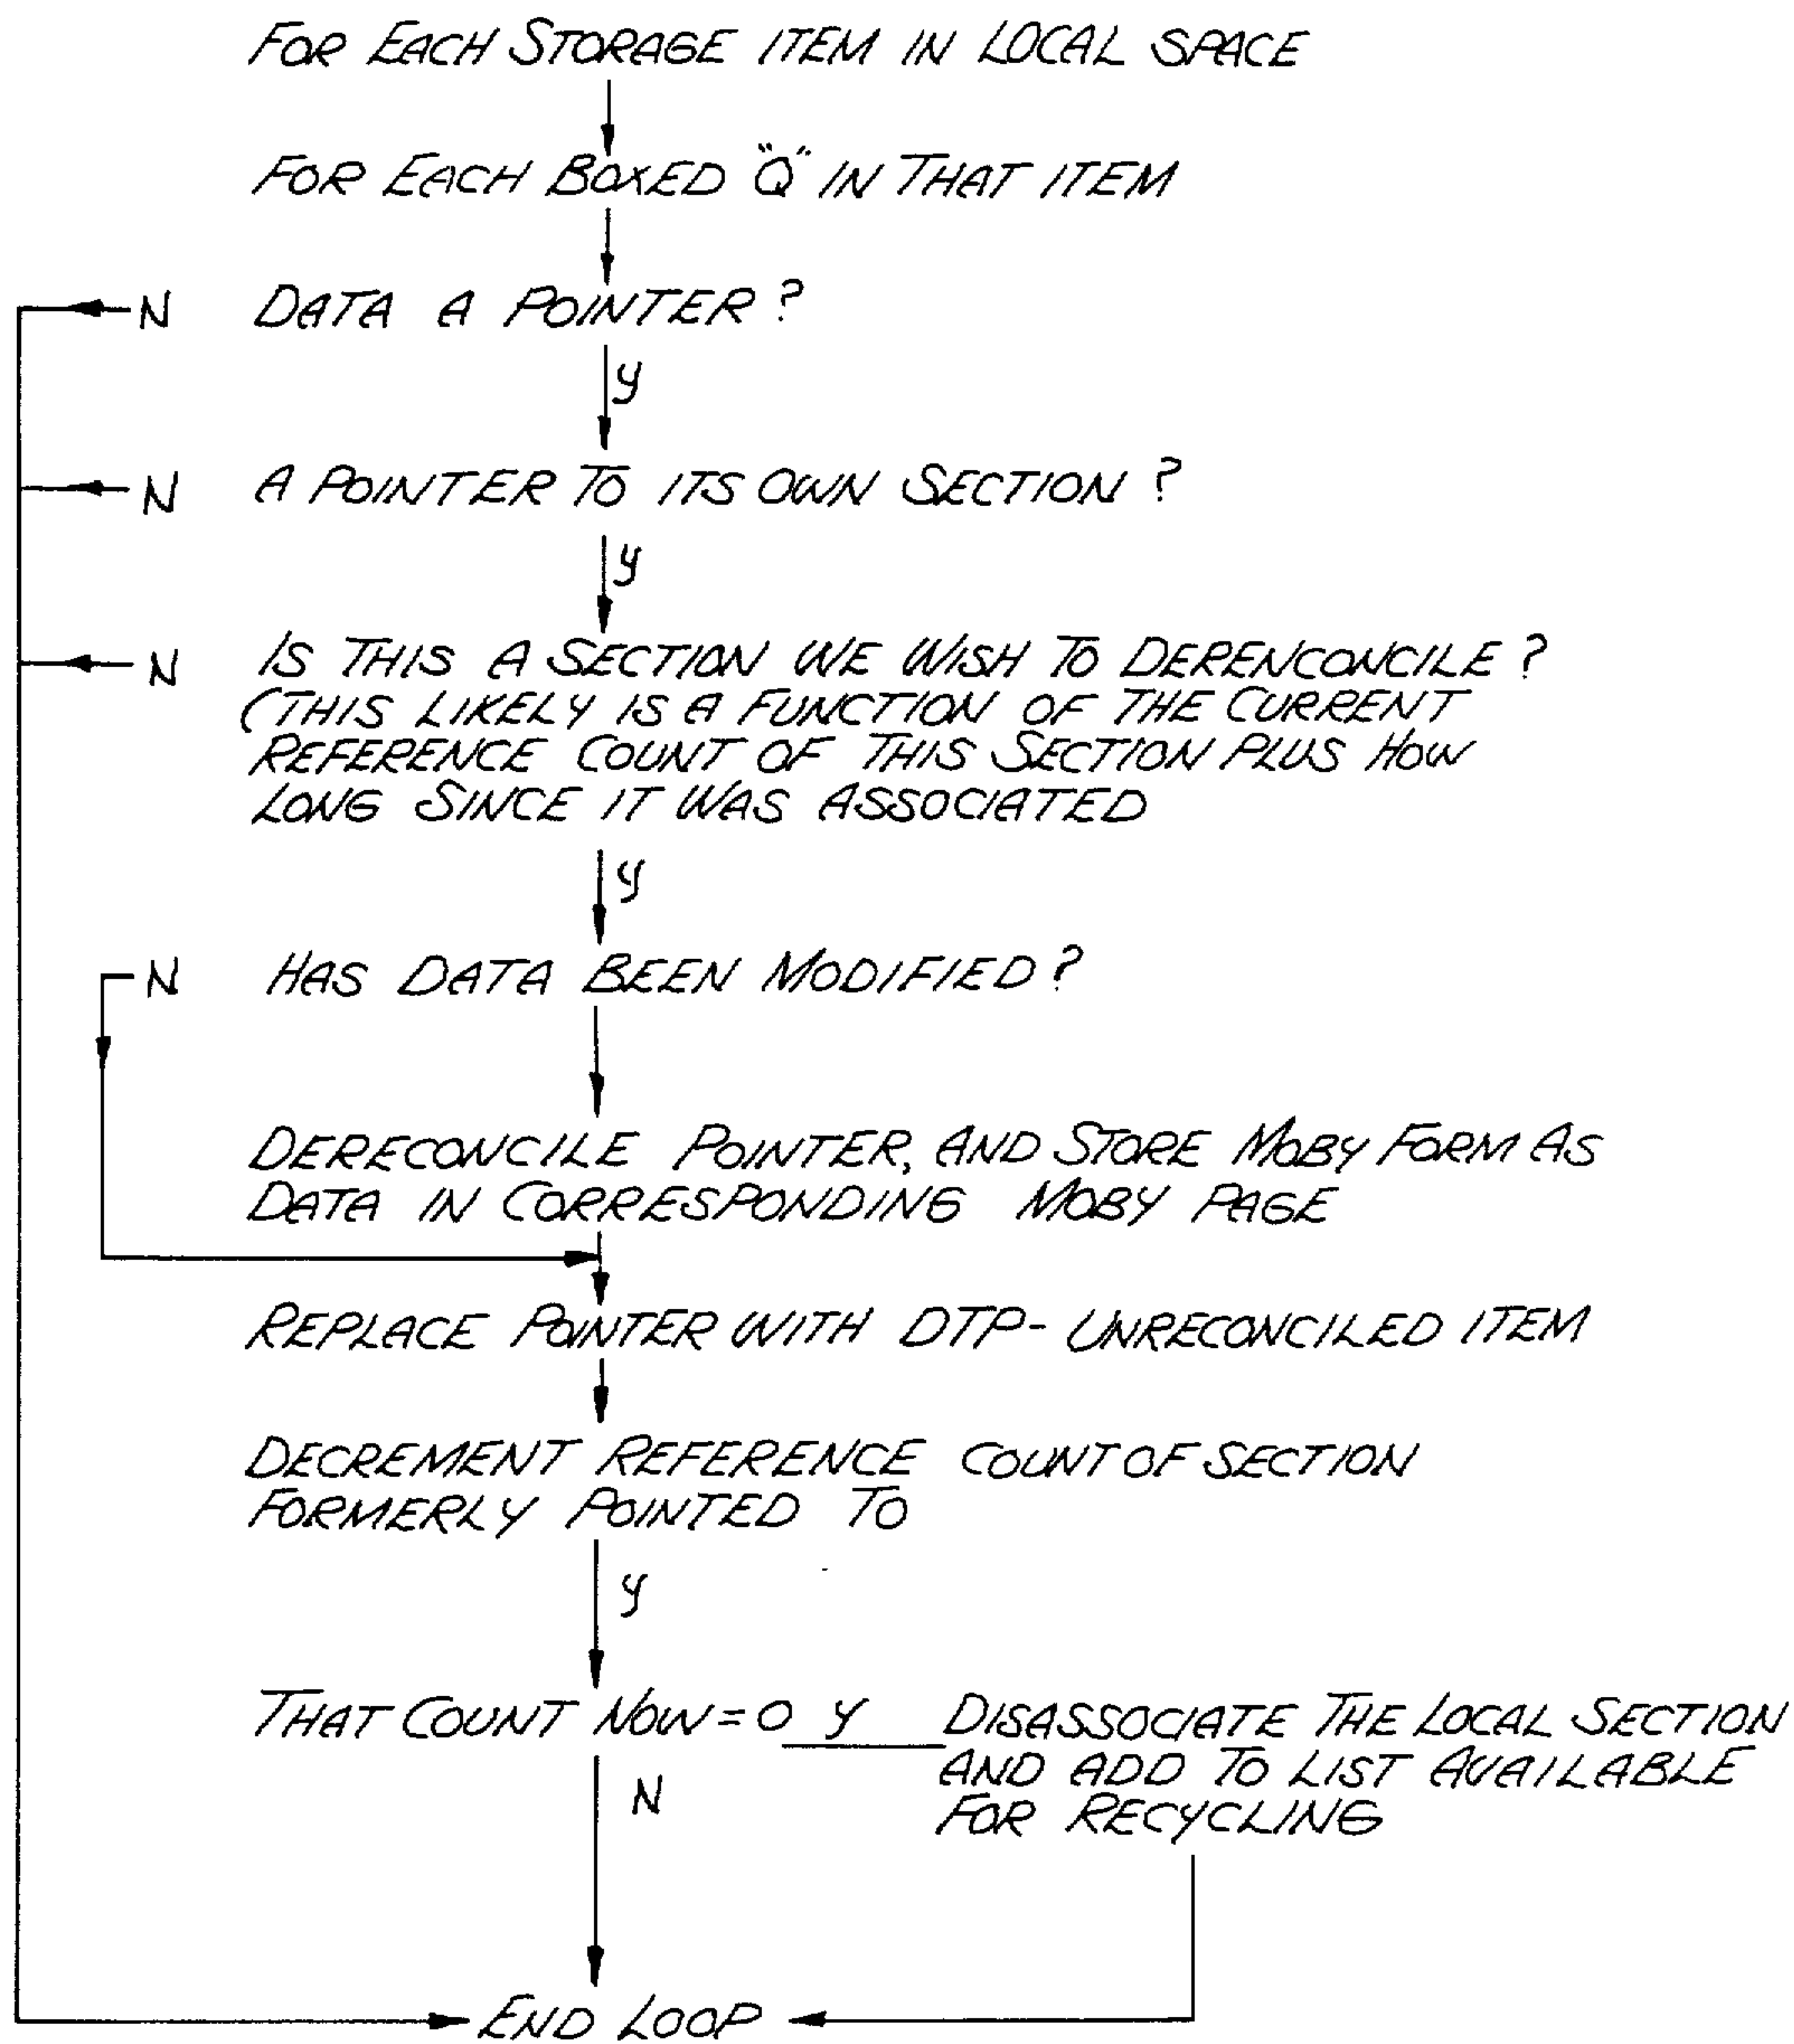 FOR EACH STORAGE ITEM IN LOCAL SPACE
FOR EACH BOXED "Q" IN THAT ITEM
N DATA A POINTER?
Y
N A POINTER TO ITS OWN SECTION?
Y
N IS THIS A SECTION WE WISH TO DERENCONCILE?
(THIS LIKELY IS A FUNCTION OF THE CURRENT
REFERENCE COUNT OF THIS SECTION PLUS HOW
LONG SINCE IT WAS ASSOCIATED
Y
N HAS DATA BEEN MODIFIED?
DERECONCILE POINTER, AND STORE MOBY FORM AS
DATA IN CORRESPONDING MOBY PAGE
REPLACE POINTER WITH DTP-UNRECONCILED ITEM
DECREMENT REFERENCE COUNT OF SECTION
FORMERLY POINTED TO
Y
THAT COUNT NOW=0 Y DISASSOCIATE THE LOCAL SECTION
AND ADD TO LIST AVAILABLE
FOR RECYCLING
N
END LOOP